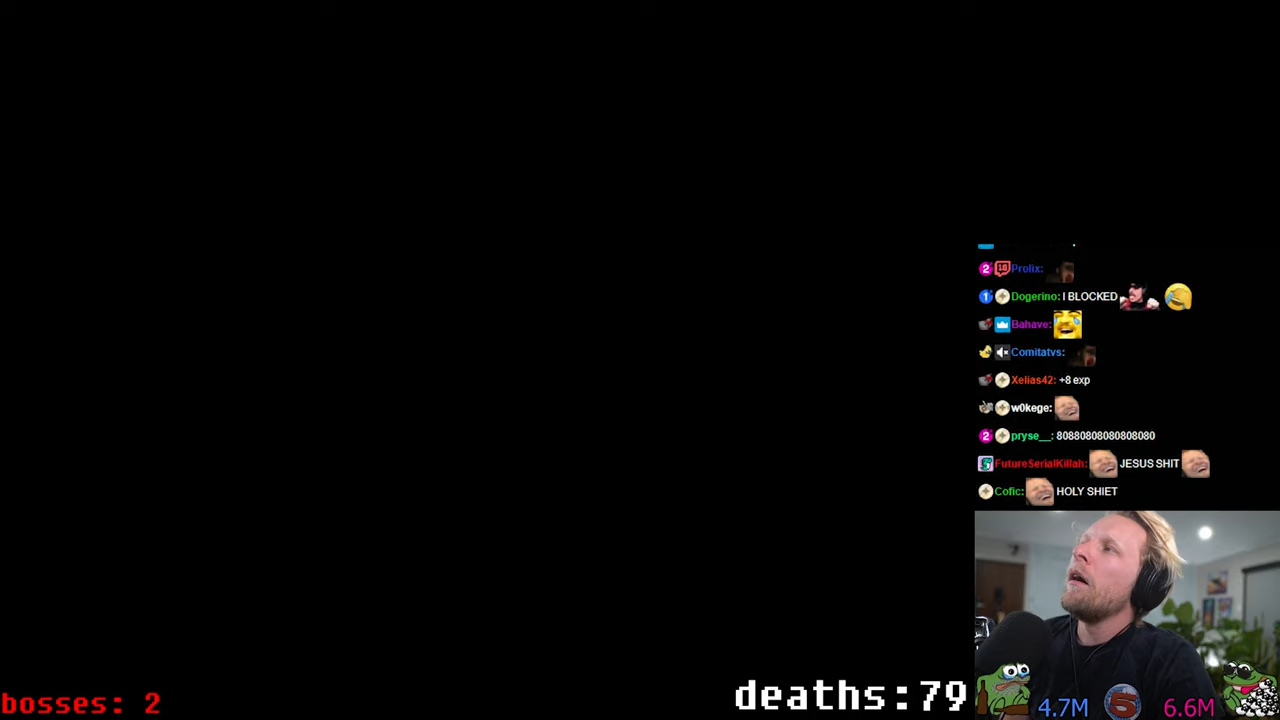 Prolix:
Dogerino: I BLOCKED
Bahave:
Comitatvs:
Xelias42: +8 exp
w0kege:
pryse__: 80880808080808080
FutureSerialKillah: JESUS SHIT
Cofic: HOLY SHIET
bosses: 2
deaths:79
4.7M
6.6M